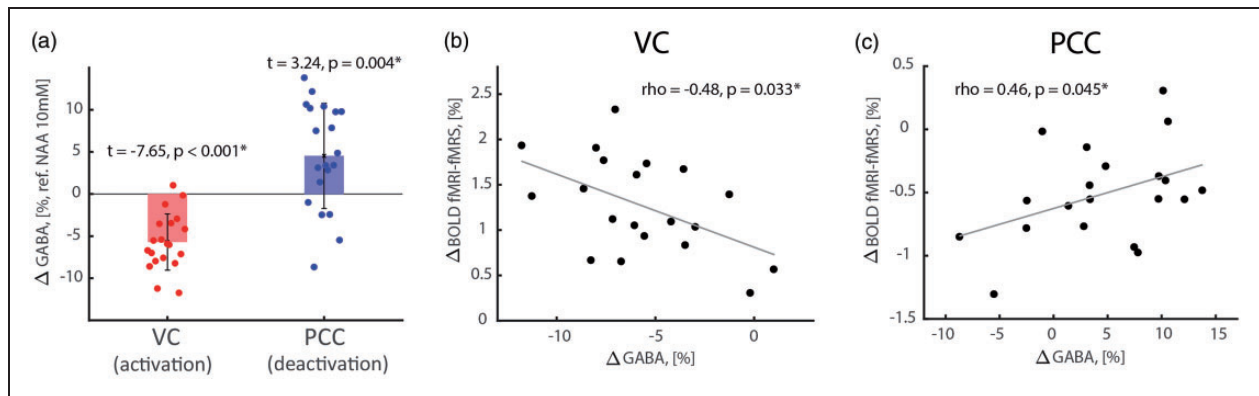 (a)
t = 3.24, p = 0.004*
t = -7.65, p < 0.001*
Δ GABA, [%, ref. NAA 10mM]
10
5
0
-5
-10
VC
(activation)
PCC
(deactivation)
(b)
VC
rho = -0.48, p = 0.033*
Δ BOLD fMRI-fMRS, [%]
2.5
2
1.5
1
0.5
0
-10
-5
0
Δ GABA, [%]
(c)
PCC
rho = 0.46, p = 0.045*
Δ BOLD fMRI-fMRS, [%]
0.5
0
-0.5
-1
-1.5
-10
-5
0
5
10
15
Δ GABA, [%]